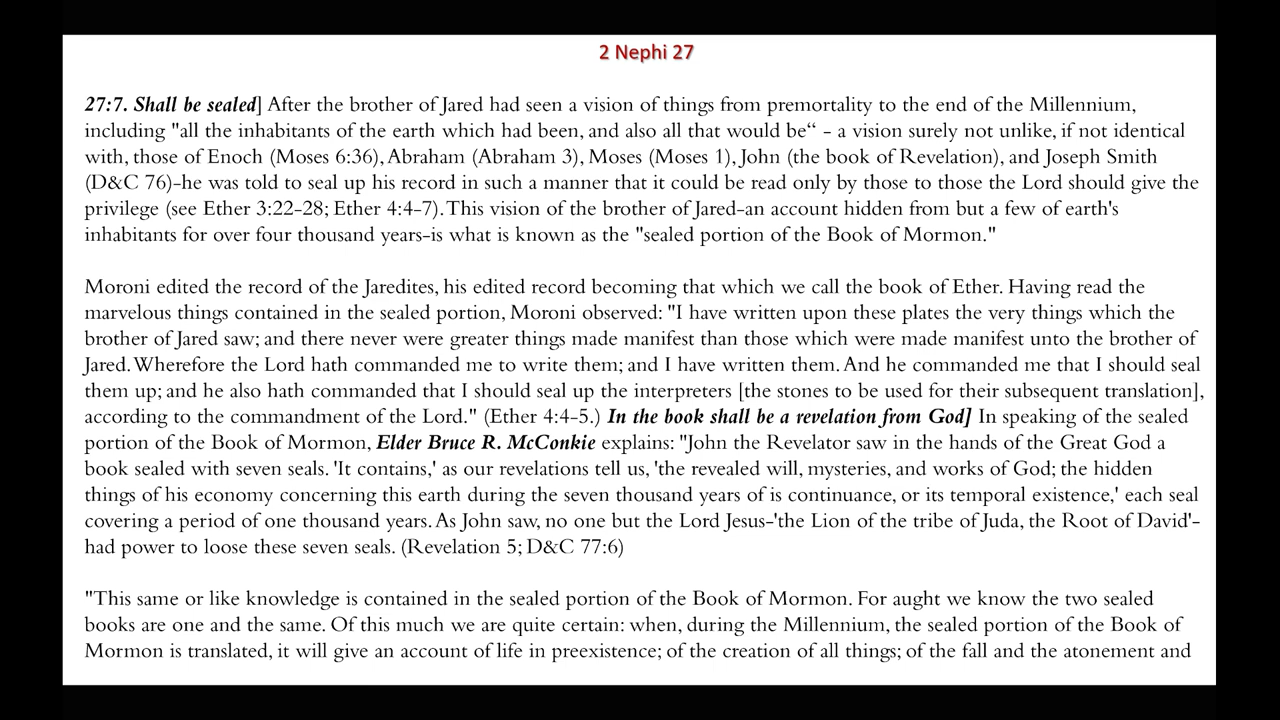 2 Nephi 27
27:7. Shall be sealed] After the brother of Jared had seen a vision of things from premortality to the end of the Millennium,
including "all the inhabitants of the earth which had been, and also all that would be“ - a vision surely not unlike, if not identical
with, those of Enoch (Moses 6:36), Abraham (Abraham 3), Moses (Moses 1), John (the book of Revelation), and Joseph Smith
(D&C 76)-he was told to seal up his record in such a manner that it could be read only by those to those the Lord should give the
privilege (see Ether 3:22-28; Ether 4:4-7). This vision of the brother of Jared-an account hidden from but a few of earth's
inhabitants for over four thousand years-is what is known as the "sealed portion of the Book of Mormon."
Moroni edited the record of the Jaredites, his edited record becoming that which we call the book of Ether. Having read the
marvelous things contained in the sealed portion, Moroni observed: "I have written upon these plates the very things which the
brother of Jared saw; and there never were greater things made manifest than those which were made manifest unto the brother of
Jared. Wherefore the Lord hath commanded me to write them; and I have written them. And he commanded me that I should seal
them up; and he also hath commanded that I should seal up the interpreters [the stones to be used for their subsequent translation],
according to the commandment of the Lord." (Ether 4:4-5.) In the book shall be a revelation from God] In speaking of the sealed
portion of the Book of Mormon, Elder Bruce R. McConkie explains: "John the Revelator saw in the hands of the Great God a
book sealed with seven seals. 'It contains,' as our revelations tell us, 'the revealed will, mysteries, and works of God; the hidden
things of his economy concerning this earth during the seven thousand years of is continuance, or its temporal existence,' each seal
covering a period of one thousand years. As John saw, no one but the Lord Jesus-'the Lion of the tribe of Juda, the Root of David'-
had power to loose these seven seals. (Revelation 5; D&C 77:6)
"This same or like knowledge is contained in the sealed portion of the Book of Mormon. For aught we know the two sealed
books are one and the same. Of this much we are quite certain: when, during the Millennium, the sealed portion of the Book of
Mormon is translated, it will give an account of life in preexistence; of the creation of all things; of the fall and the atonement and